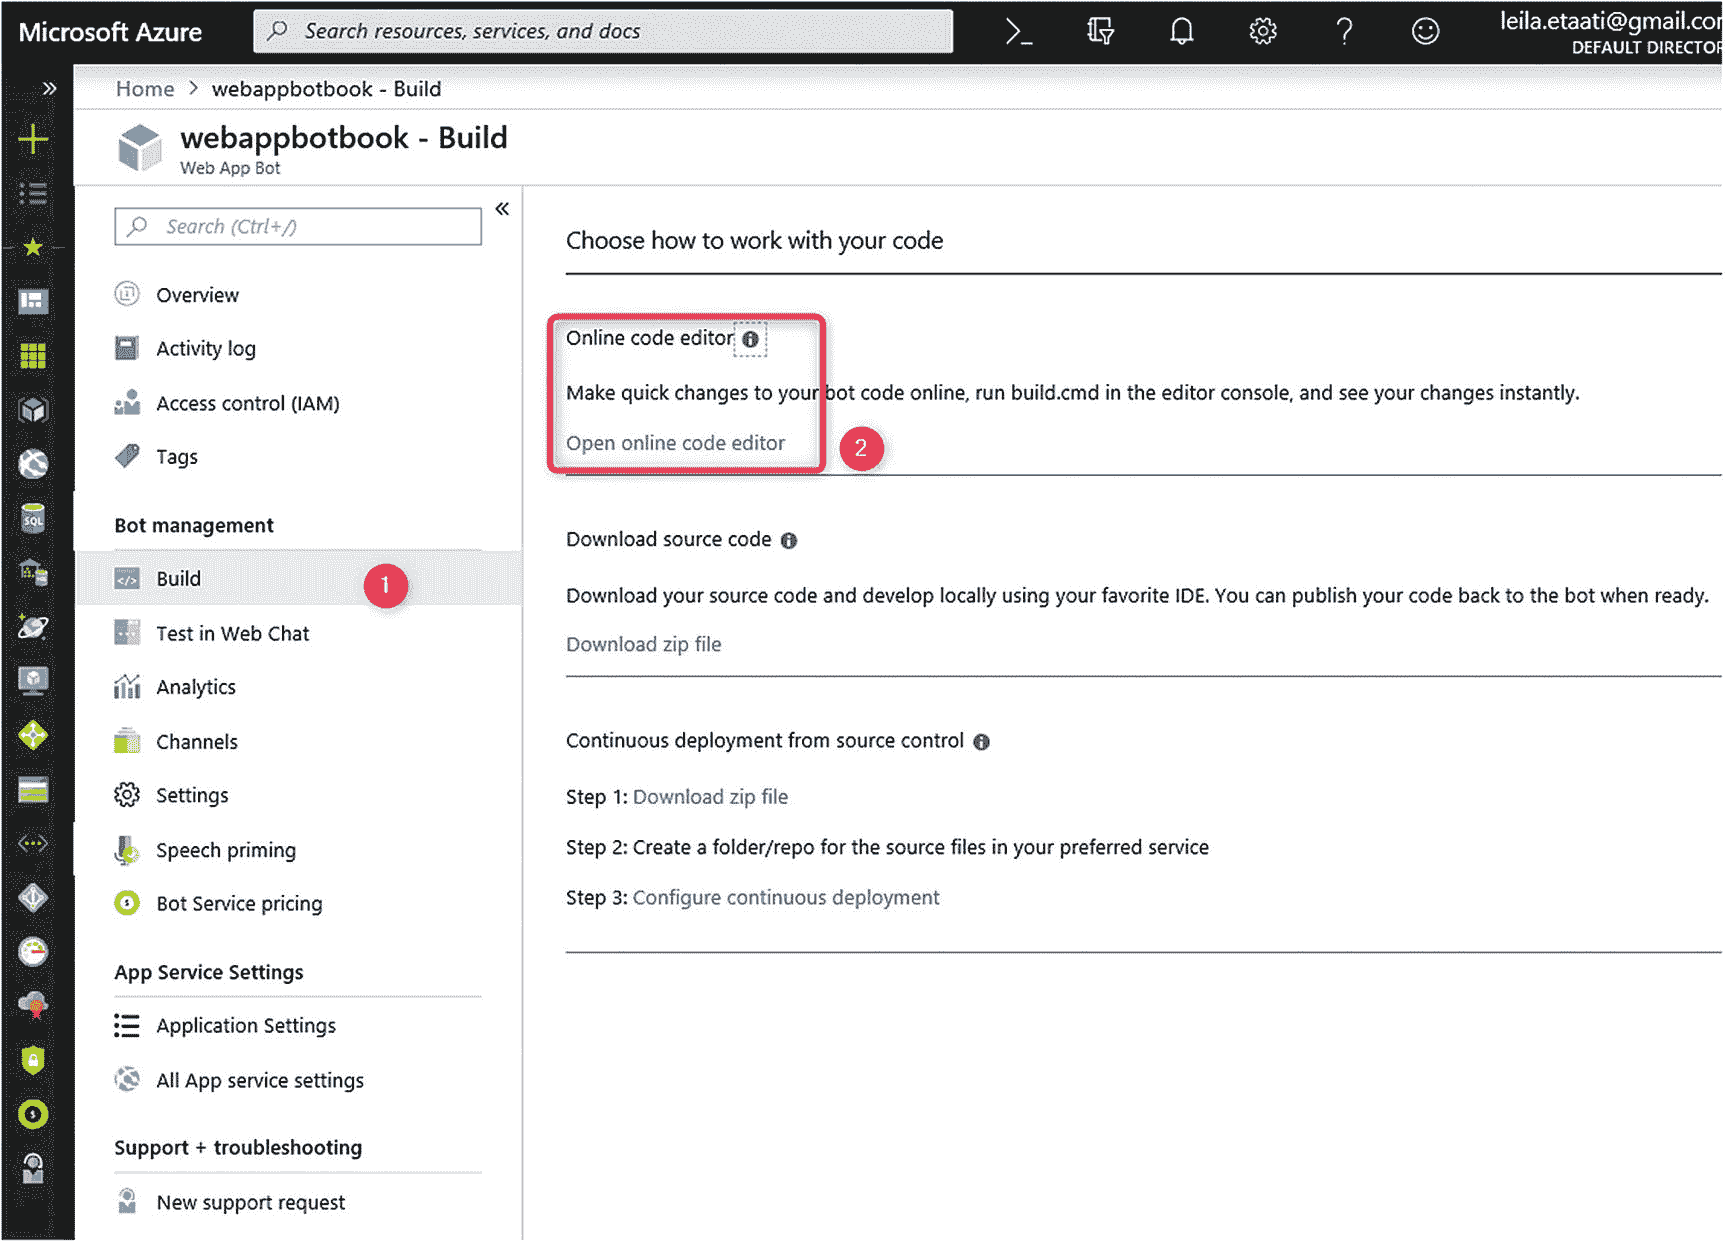 Microsoft Azure
Search resources, services, and docs
leila.etaati@gmail.co
DEFAULT DIRECTOR
Home > webappbotbook - Build
webappbotbook - Build
Web App Bot
Search (Ctrl+/)
Overview
Activity log
Access control (IAM)
Tags
Bot management
Build
1
Test in Web Chat
Analytics
Channels
Settings
Speech priming
Bot Service pricing
App Service Settings
Application Settings
All App service settings
Support + troubleshooting
New support request
Choose how to work with your code
Online code editor
Make quick changes to your bot code online, run build.cmd in the editor console, and see your changes instantly.
Open online code editor
2
Download source code
Download your source code and develop locally using your favorite IDE. You can publish your code back to the bot when ready.
Download zip file
Continuous deployment from source control
Step 1: Download zip file
Step 2: Create a folder/repo for the source files in your preferred service
Step 3: Configure continuous deployment
SQL